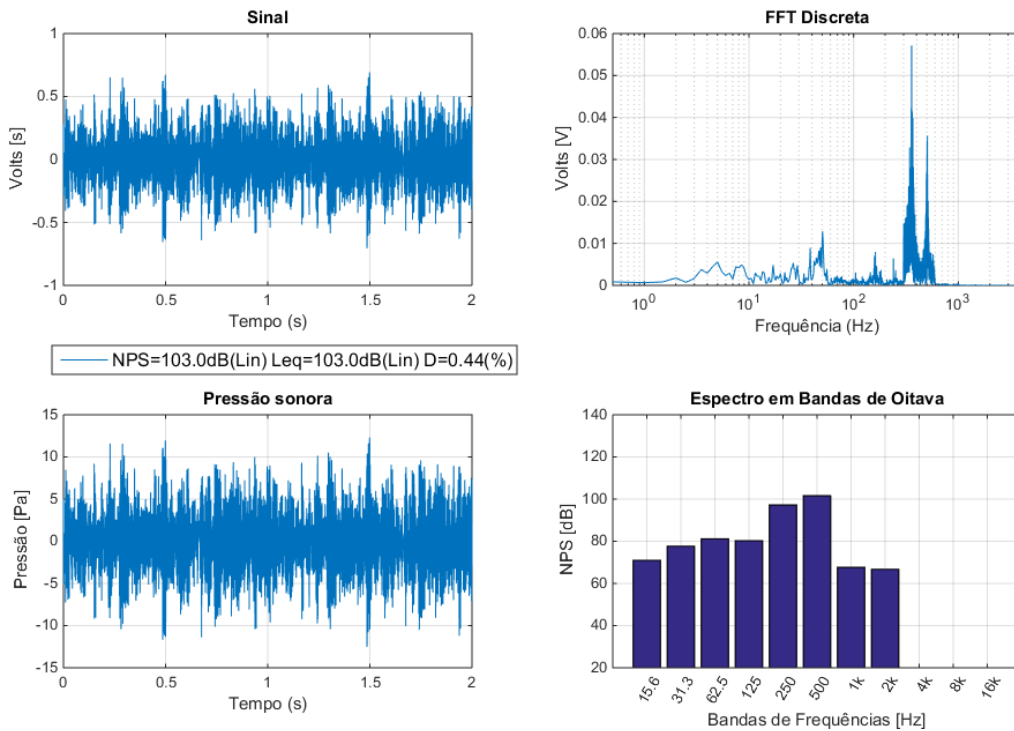 Sinal
1
0.5
0
-0.5
-1
Volts [s]
0 0.5 1 1.5 2
Tempo (s)
FFT Discreta
0.06
0.05
0.04
0.03
0.02
0.01
0
Volts [V]
10^0 10^1 10^2 10^3
Frequência (Hz)
NPS=103.0dB(Lin) Leq=103.0dB(Lin) D=0.44(%)
Pressão sonora
15
10
5
0
-5
-10
-15
Pressão [Pa]
0 0.5 1 1.5 2
Tempo (s)
Espectro em Bandas de Oitava
140
120
100
80
60
40
20
NPS [dB]
15.6 31.3 62.5 125 250 500 1k 2k 4k 8k 16k
Bandas de Frequências [Hz]